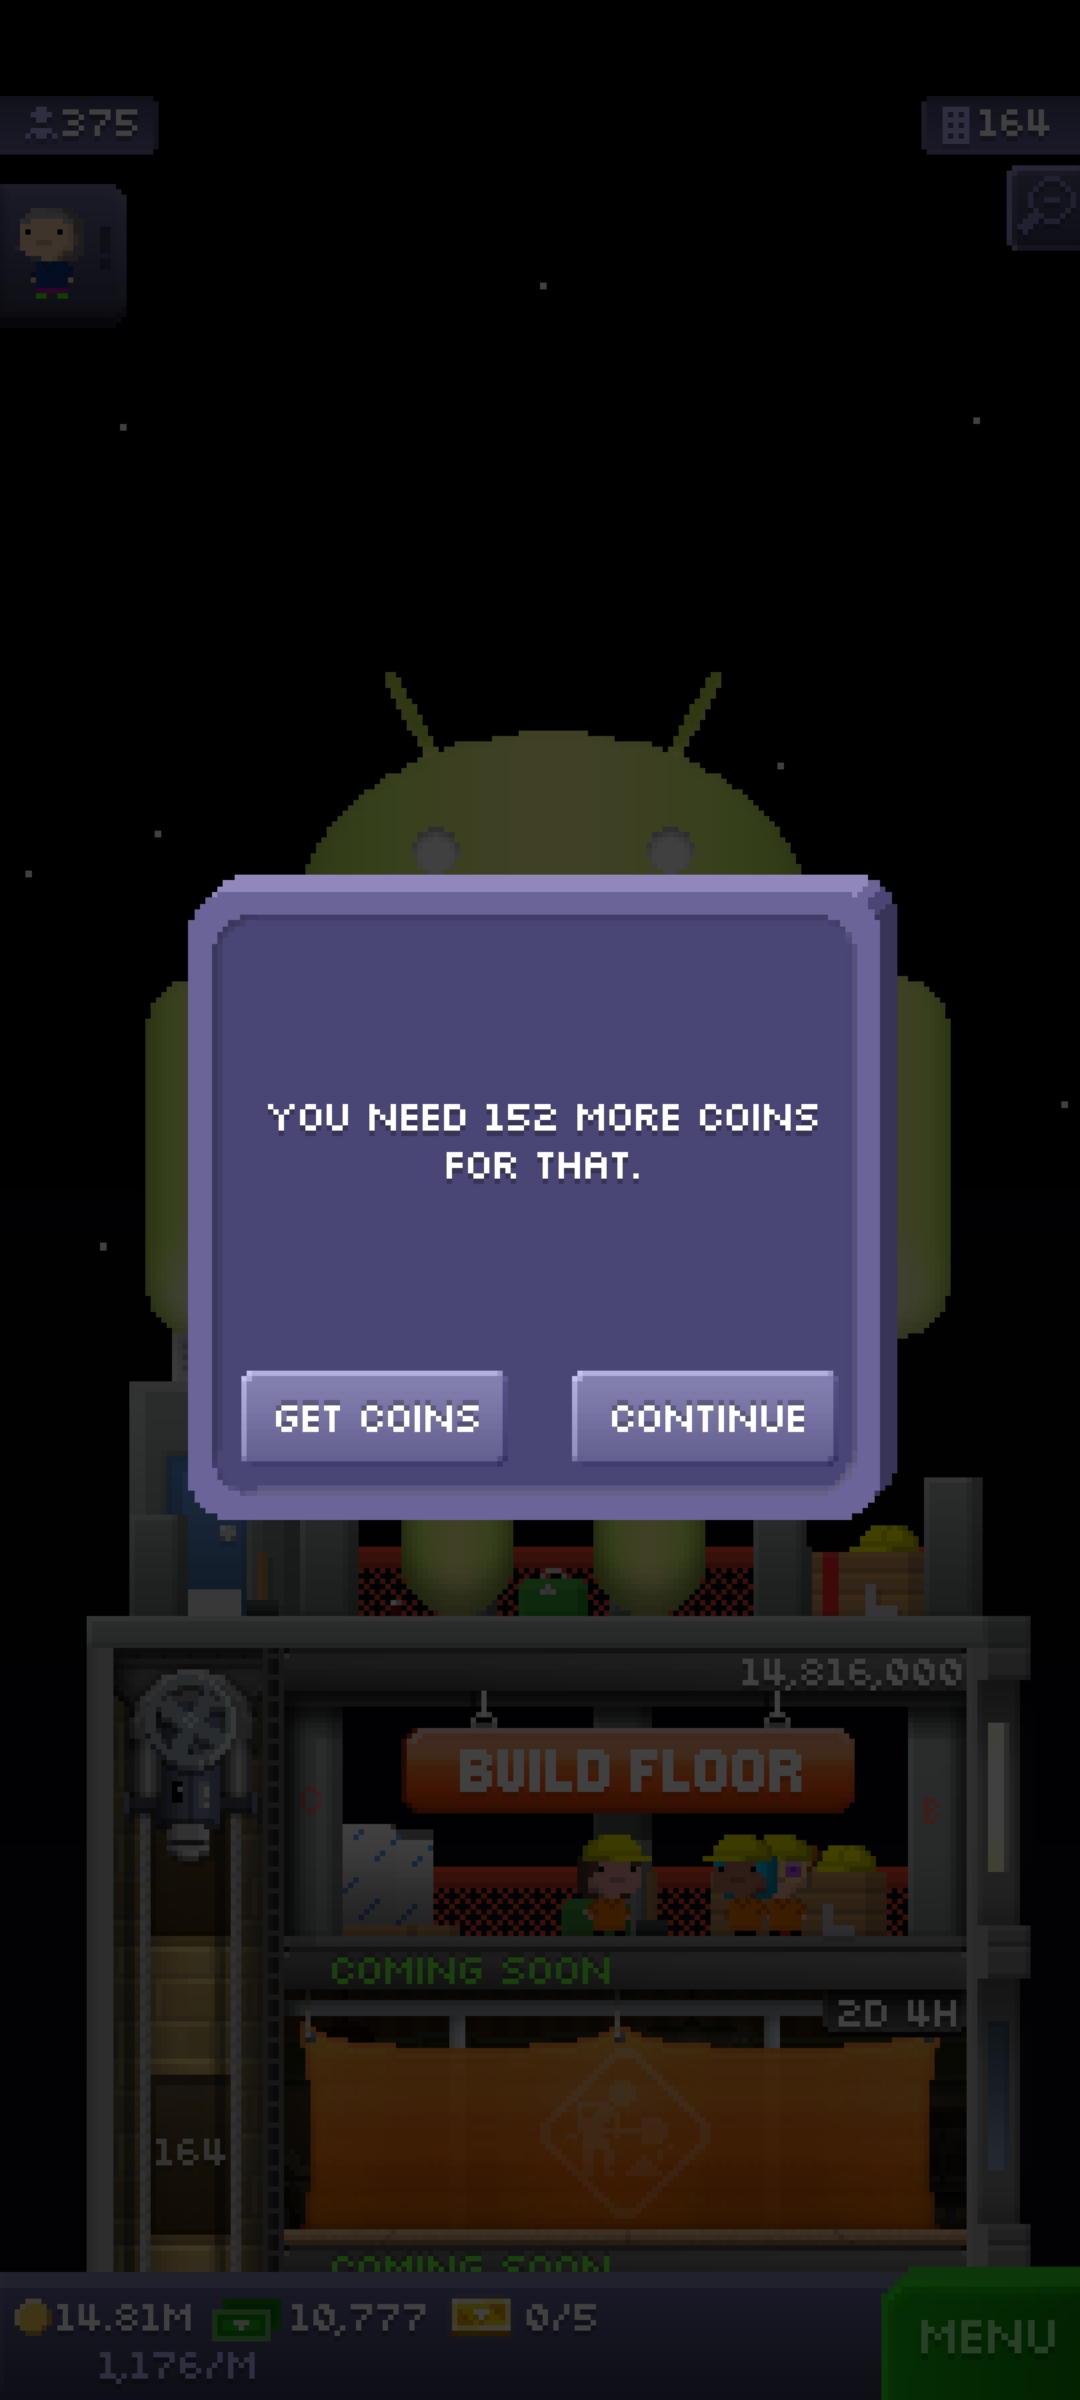 375
164
YOU NEED 152 MORE COINS
FOR THAT.
GET COINS
CONTINUE
14,816,000
BUILD FLOOR
COMING SOON
2D 4H
164
COMING SOON
14.81M
10,777
0/5
MENU
1,176/M